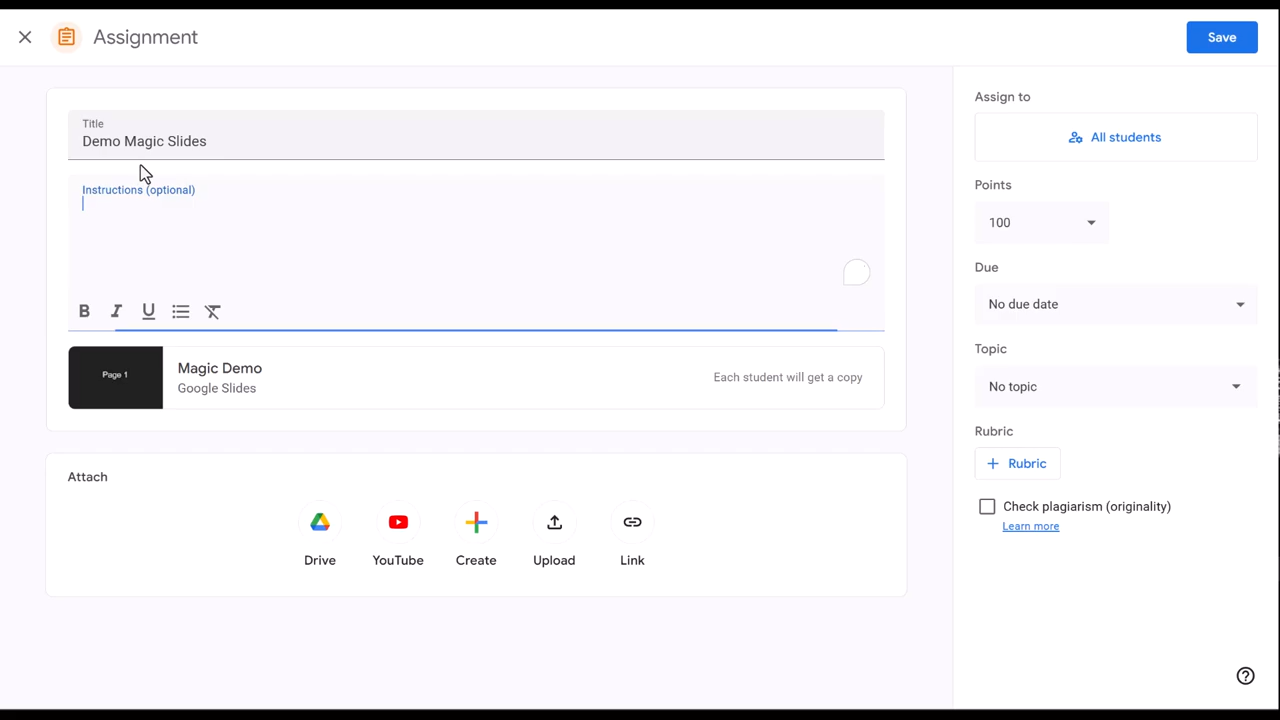 Assignment
Save
Title
Demo Magic Slides
Instructions (optional)
B I U
Page 1
Magic Demo
Google Slides
Each student will get a copy
Attach
Drive
YouTube
Create
Upload
Link
Assign to
All students
Points
100
Due
No due date
Topic
No topic
Rubric
+ Rubric
Check plagiarism (originality)
Learn more